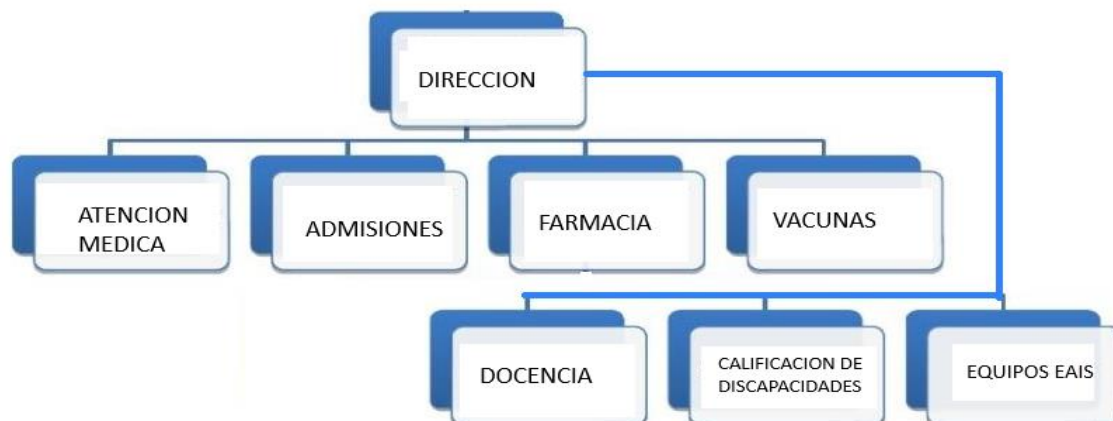 DIRECCION
ATENCION
MEDICA
ADMISIONES
FARMACIA
VACUNAS
DOCENCIA
CALIFICACION DE
DISCAPACIDADES
EQUIPOS EAIS